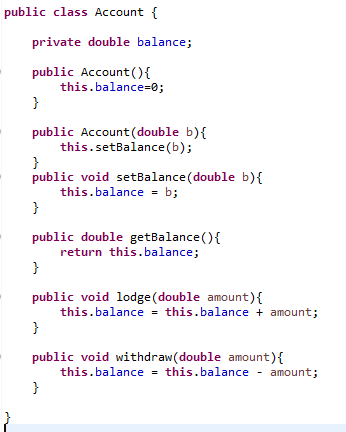 public class Account {
private double balance;
public Account(){
this.balance=0;
}
public Account(double b){
this.setBalance(b);
}
public void setBalance(double b){
this.balance = b;
}
public double getBalance(){
return this.balance;
}
public void lodge(double amount){
this.balance = this.balance + amount;
}
public void withdraw(double amount){
this.balance = this.balance - amount;
}
}